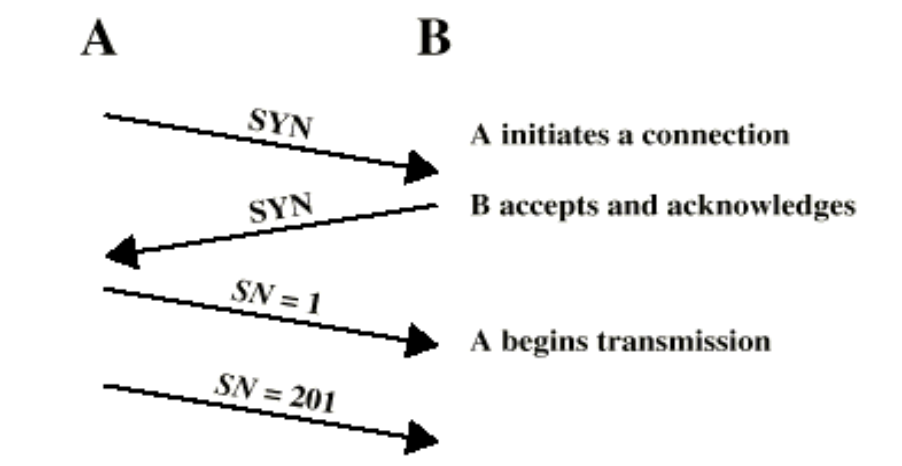 A B
SYN
A initiates a connection
SYN
B accepts and acknowledges
SN = 1
A begins transmission
SN = 201